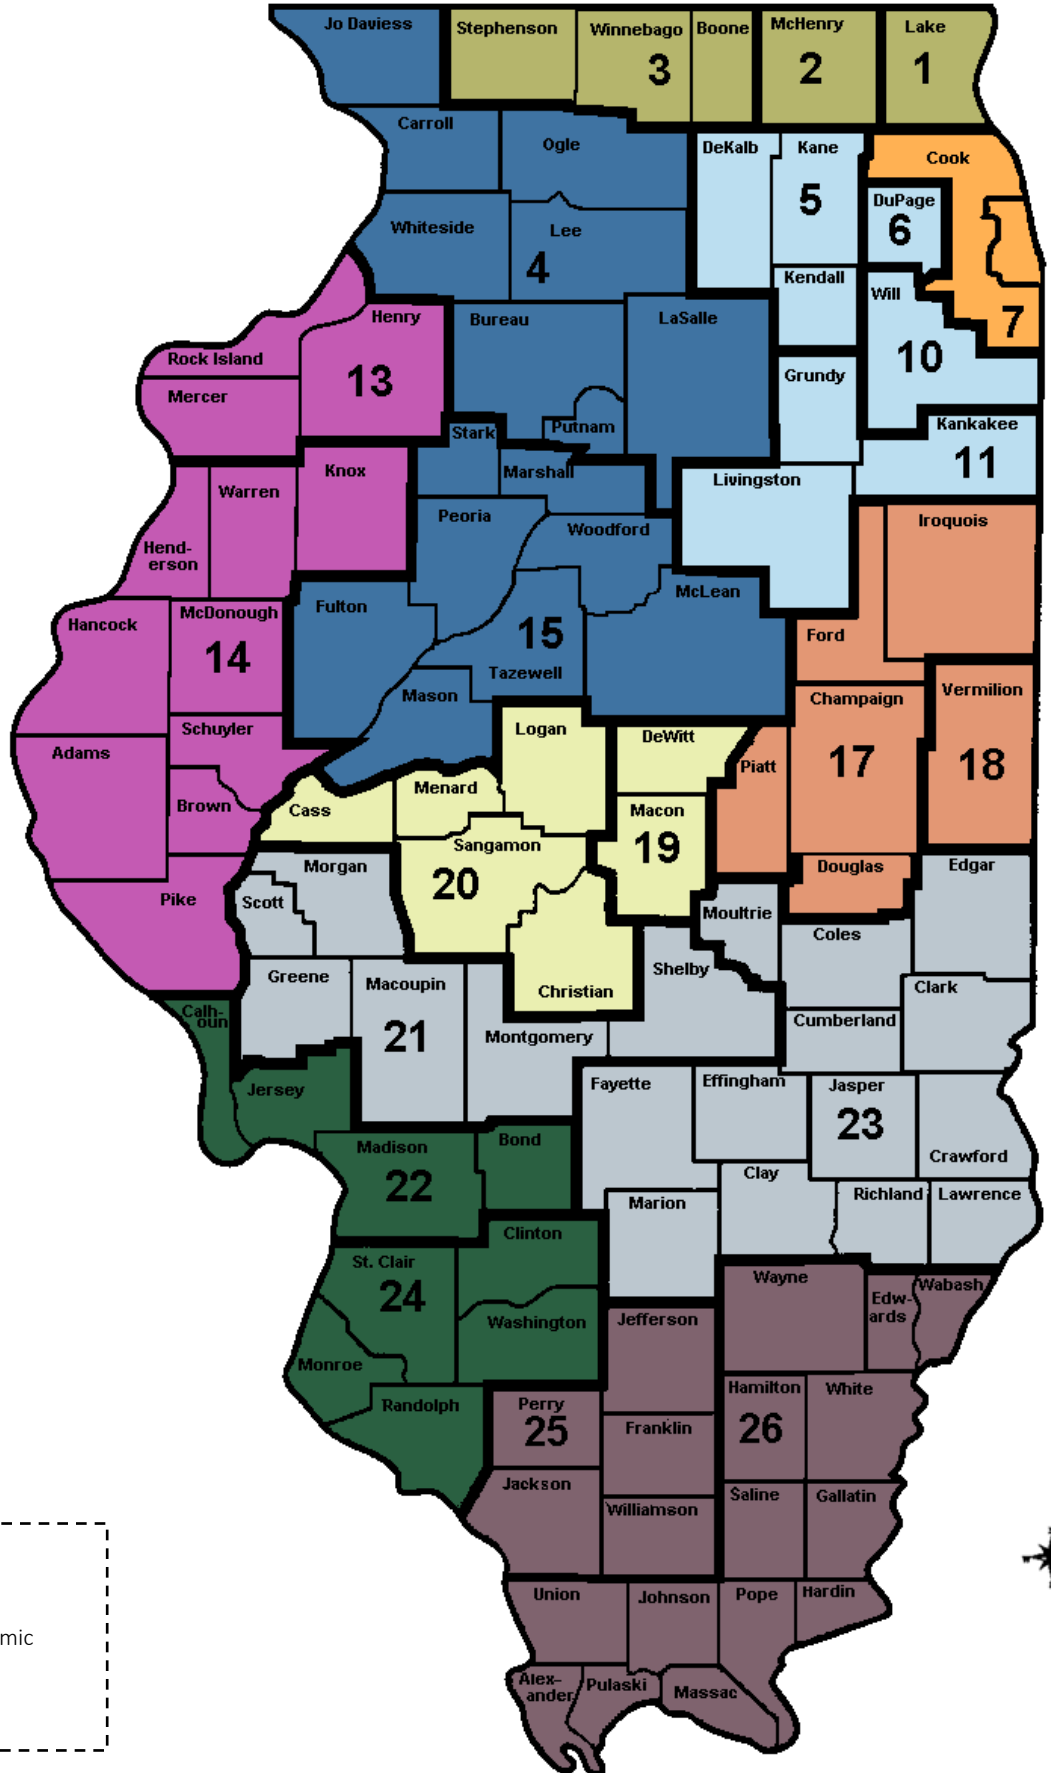 Jo Daviess
Stephenson
Winnebago
Boone
McHenry
Lake
3
2
1
Carroll
Ogle
DeKalb
Kane
Cook
5
DuPage
6
Whiteside
Lee
4
Kendall
Will
Bureau
LaSalle
7
Henry
Rock Island
13
10
Grundy
Mercer
Putnam
Stark
Kankakee
11
Knox
Marshall
Livingston
Warren
Peoria
Woodford
Iroquois
Hend-
erson
McLean
Fulton
McDonough
Hancock
14
15
Ford
Tazewell
Mason
Champaign
Vermilion
Schuyler
Logan
DeWitt
Adams
Piatt
17
18
Menard
Brown
Cass
Macon
19
Sangamon
20
Morgan
Douglas
Edgar
Pike
Scott
Moultrie
Coles
Shelby
Greene
Macoupin
Christian
Clark
Calh-
oun
Cumberland
21
Montgomery
Fayette
Effingham
Jasper
23
Jersey
Madison
Bond
Crawford
22
Clay
Marion
Richland
Lawrence
Clinton
St. Clair
24
Wayne
Wabash
Edw-
ards
Washington
Jefferson
Monroe
Randolph
Perry
25
Hamilton
White
26
Franklin
Jackson
Williamson
Saline
Gallatin
Union
Johnson
Pope
Hardin
mic
Alex-
ander
Pulaski
Massac